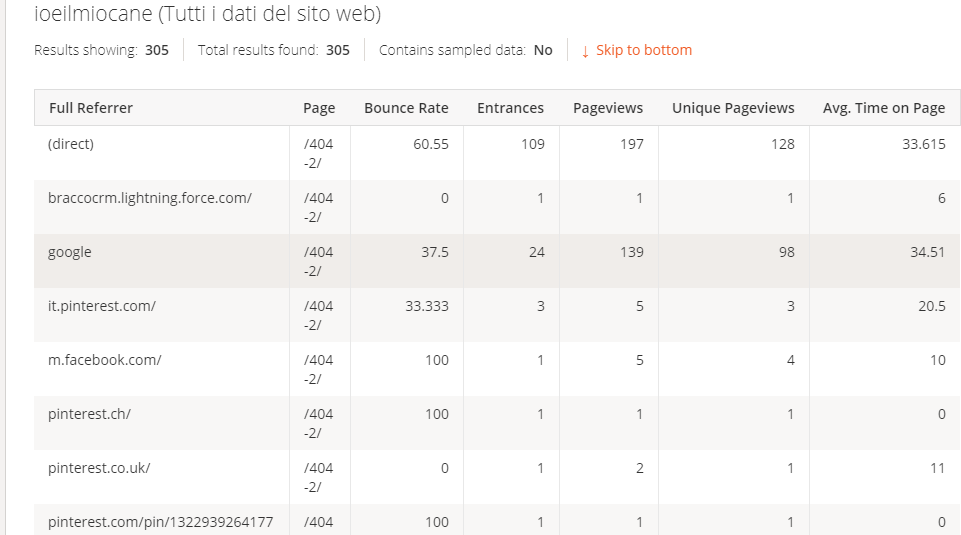 ioeilmiocane (Tutti i dati del sito web)
Results showing: 305 Total results found: 305 Contains sampled data: No ↓ Skip to bottom
Full Referrer Page Bounce Rate Entrances Pageviews Unique Pageviews Avg. Time on Page
(direct) /404 60.55 109 197 128 33.615
-2/
braccocrm.lightning.force.com/ /404 0 1 1 1 6
-2/
google /404 37.5 24 139 98 34.51
-2/
it.pinterest.com/ /404 33.333 3 5 3 20.5
-2/
m.facebook.com/ /404 100 1 5 4 10
-2/
pinterest.ch/ /404 100 1 1 1 0
-2/
pinterest.co.uk/ /404 0 1 2 1 11
-2/
pinterest.com/pin/1322939264177 /404 100 1 1 1 0